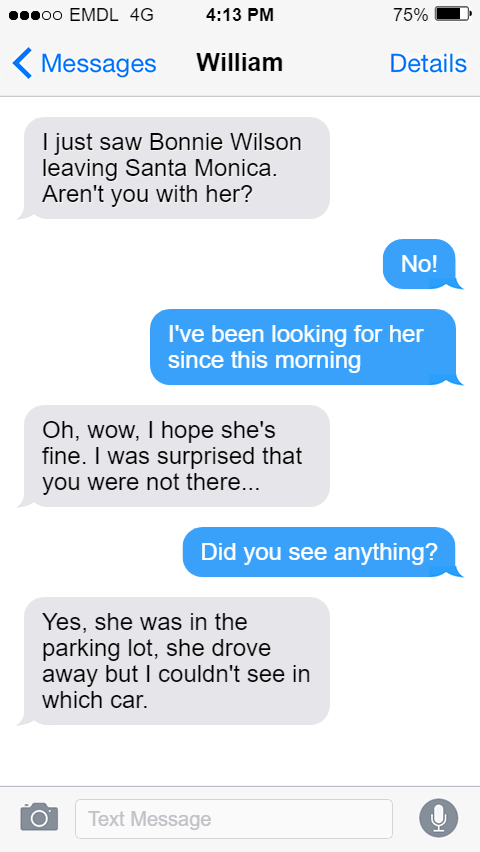 EMDL 4G 4:13 PM 75%
Messages William Details
I just saw Bonnie Wilson
leaving Santa Monica.
Aren't you with her?
No!
I've been looking for her
since this morning
Oh, wow, I hope she's
fine. I was surprised that
you were not there...
Did you see anything?
Yes, she was in the
parking lot, she drove
away but I couldn't see in
which car.
Text Message